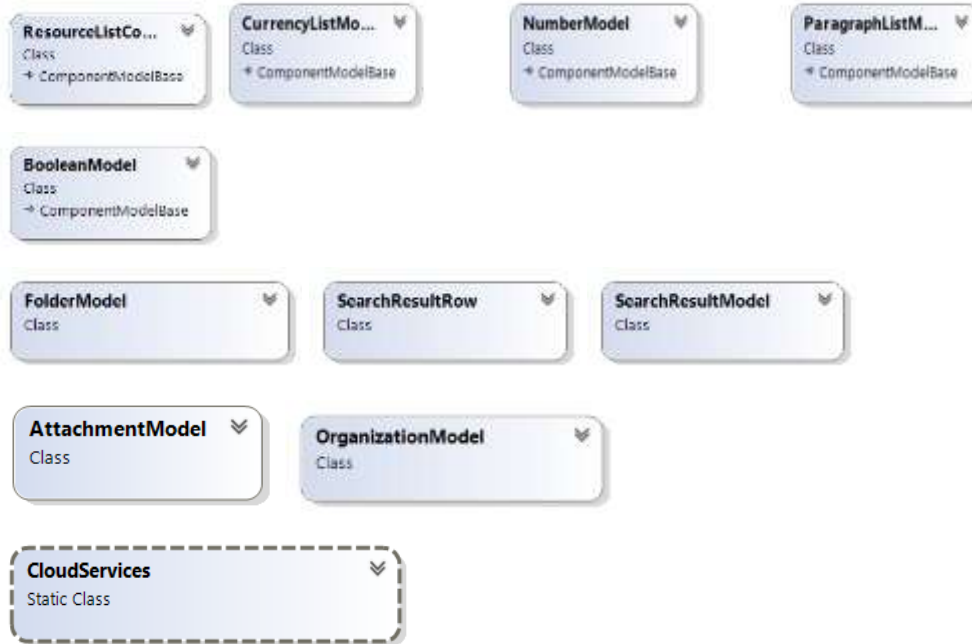 ResourceListCo...
Class
→ ComponentModelBase
CurrencyListMo...
Class
→ ComponentModelBase
NumberModel
Class
→ ComponentModelBase
ParagraphListM...
Class
→ ComponentModelBase
BooleanModel
Class
→ ComponentModelBase
FolderModel
Class
SearchResultRow
Class
SearchResultModel
Class
AttachmentModel
Class
OrganizationModel
Class
CloudServices
Static Class